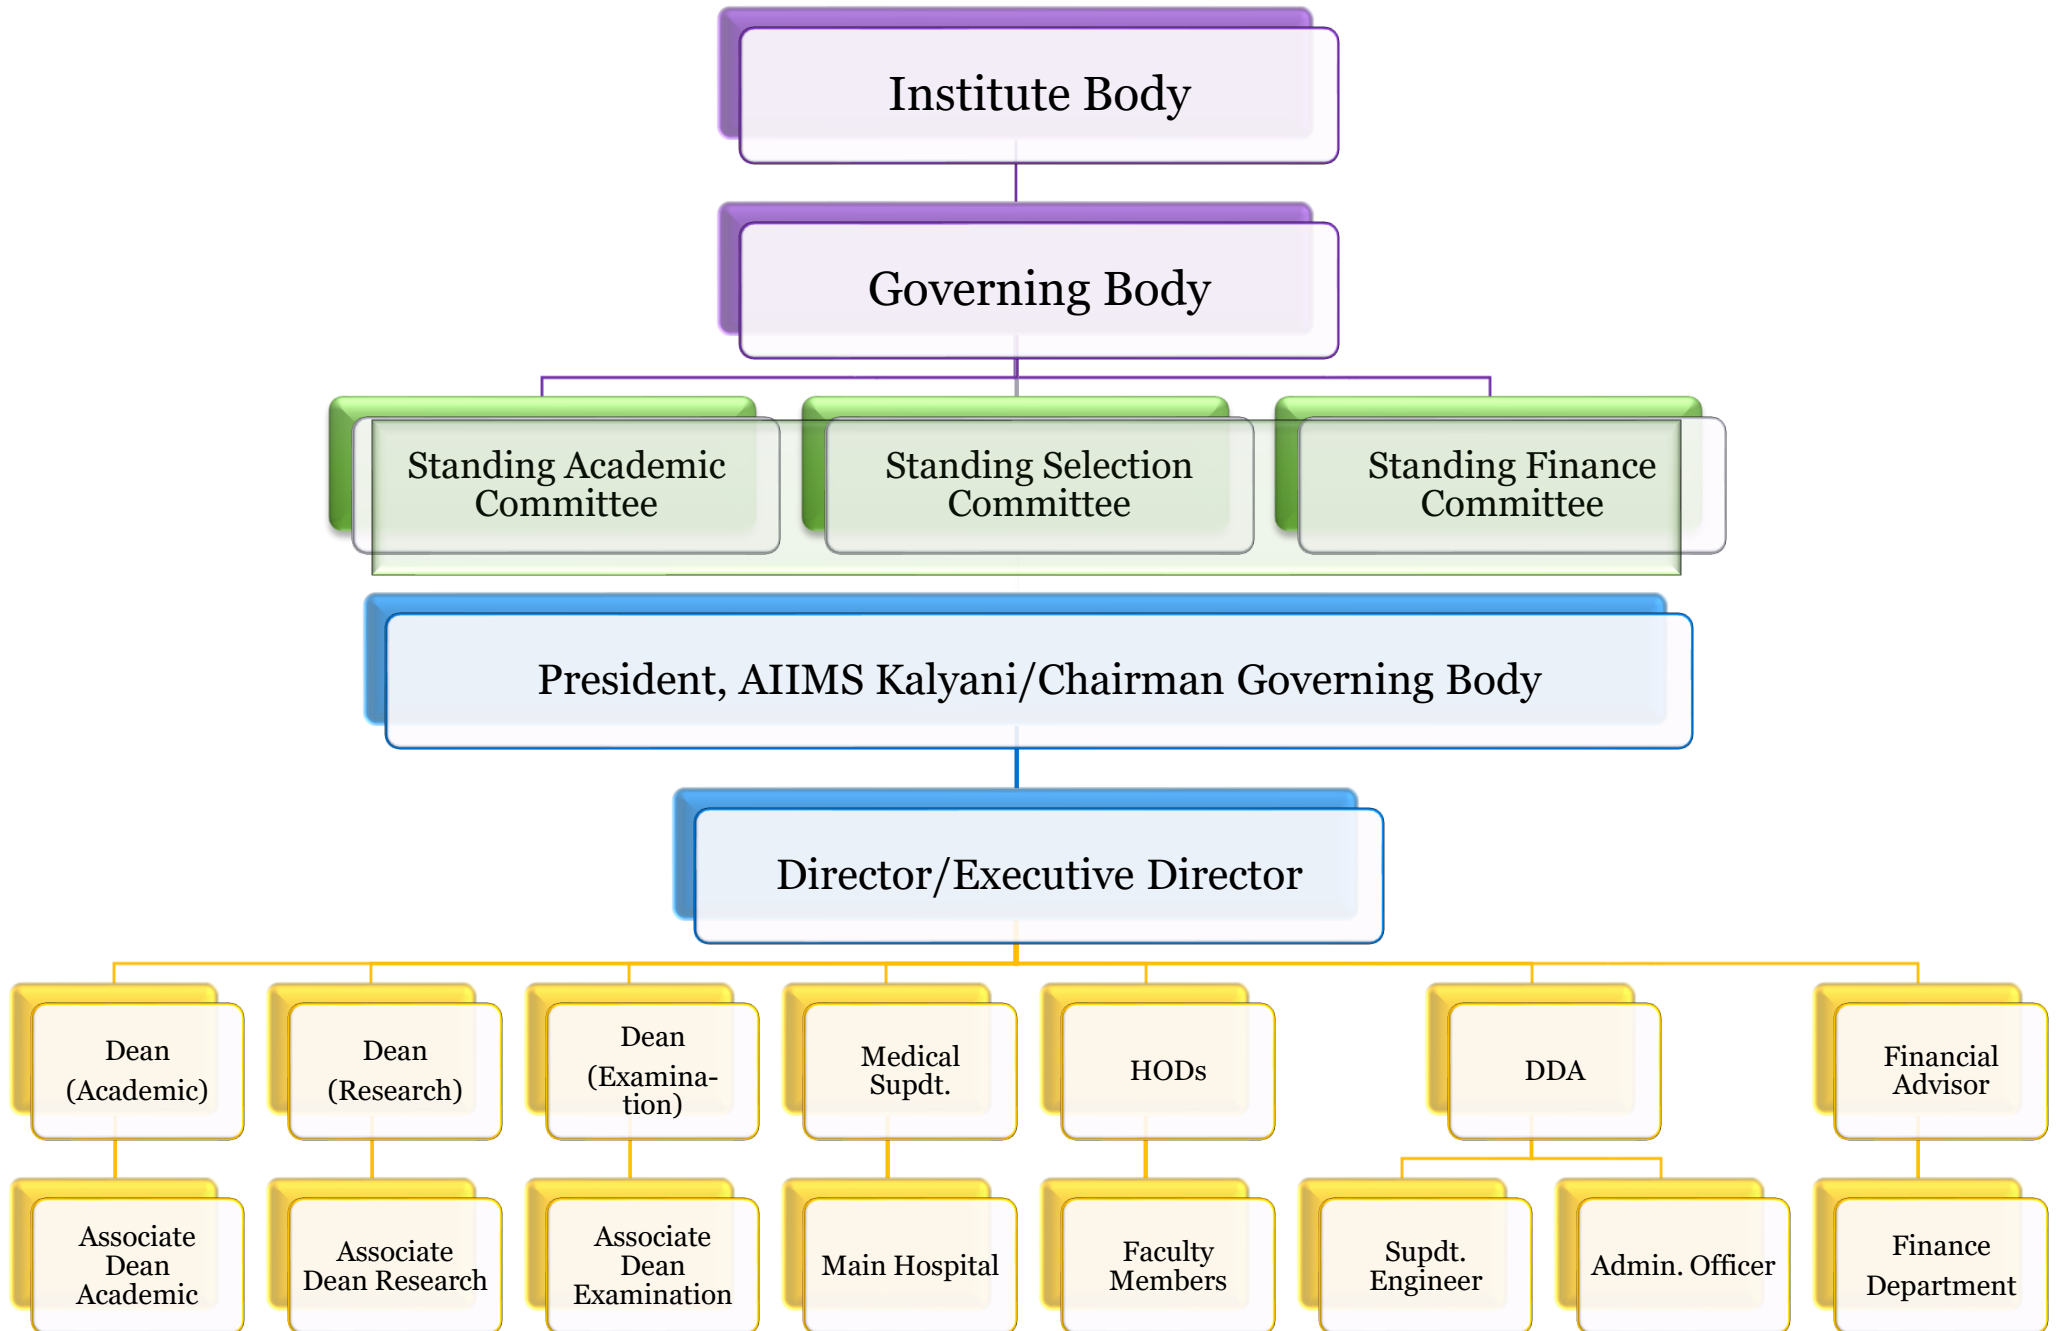 Institute Body
Governing Body
Standing Academic
Committee
Standing Selection
Committee
Standing Finance
Committee
President, AIIMS Kalyani/Chairman Governing Body
Director/Executive Director
Dean
(Academic)
Dean
(Research)
Dean
(Examina-
tion)
Medical
Supdt.
HODs
DDA
Financial
Advisor
Associate
Dean
Academic
Associate
Dean Research
Associate
Dean
Examination
Main Hospital
Faculty
Members
Supdt.
Engineer
Admin. Officer
Finance
Department